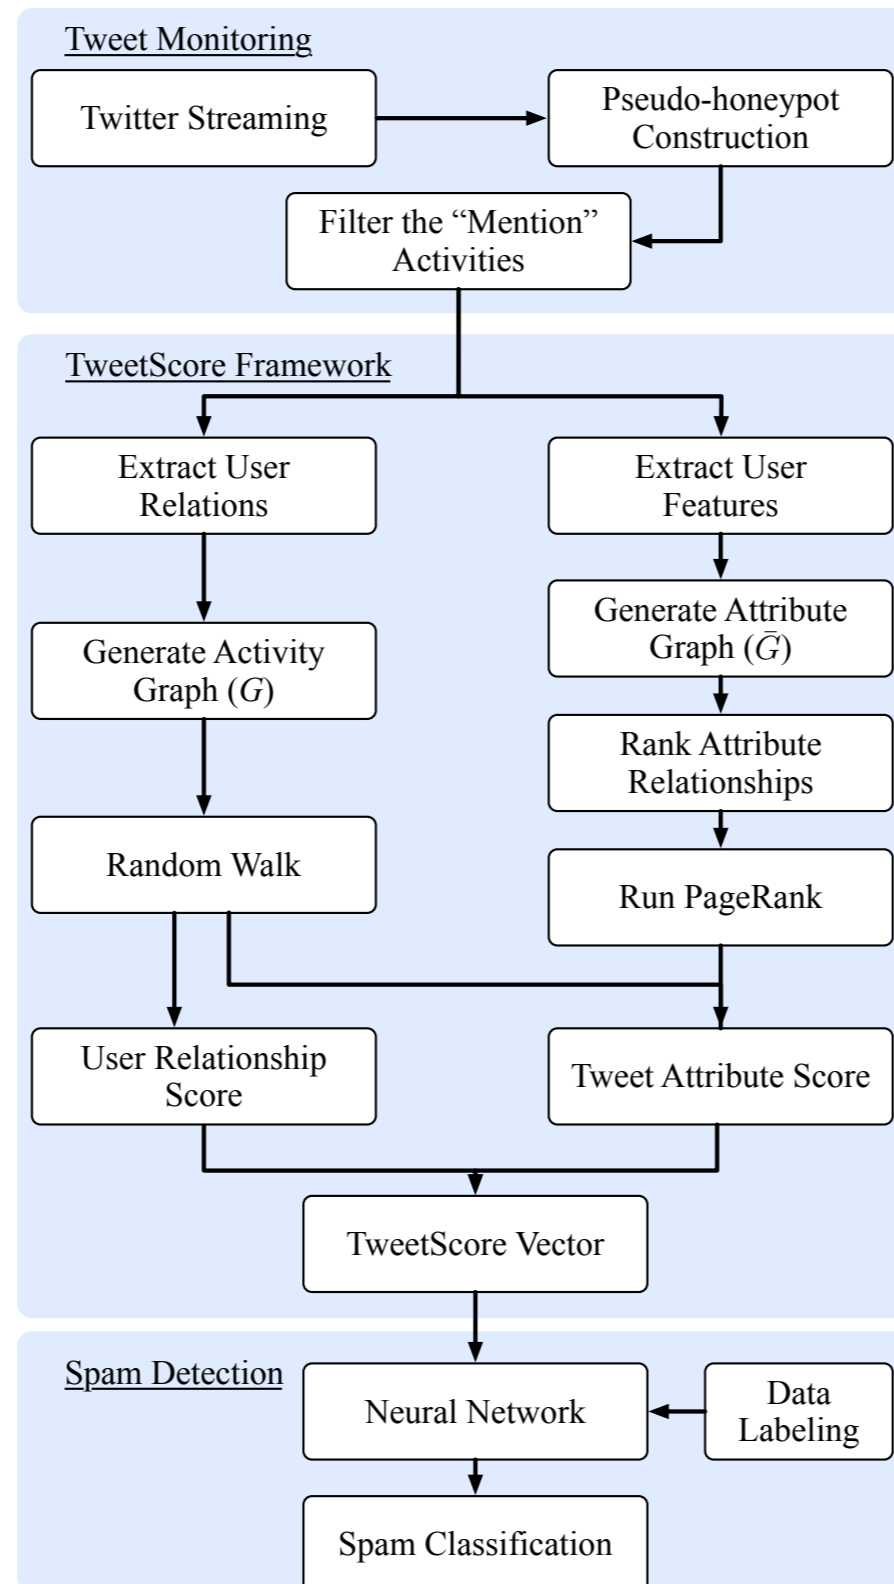 Tweet Monitoring
Twitter Streaming
Pseudo-honeypot
Construction
Filter the “Mention”
Activities
TweetScore Framework
Extract User
Relations
Extract User
Features
Generate Activity
Graph (G)
Generate Attribute
Graph (Ḡ)
Rank Attribute
Relationships
Random Walk
Run PageRank
User Relationship
Score
Tweet Attribute Score
TweetScore Vector
Spam Detection
Neural Network
Data
Labeling
Spam Classification